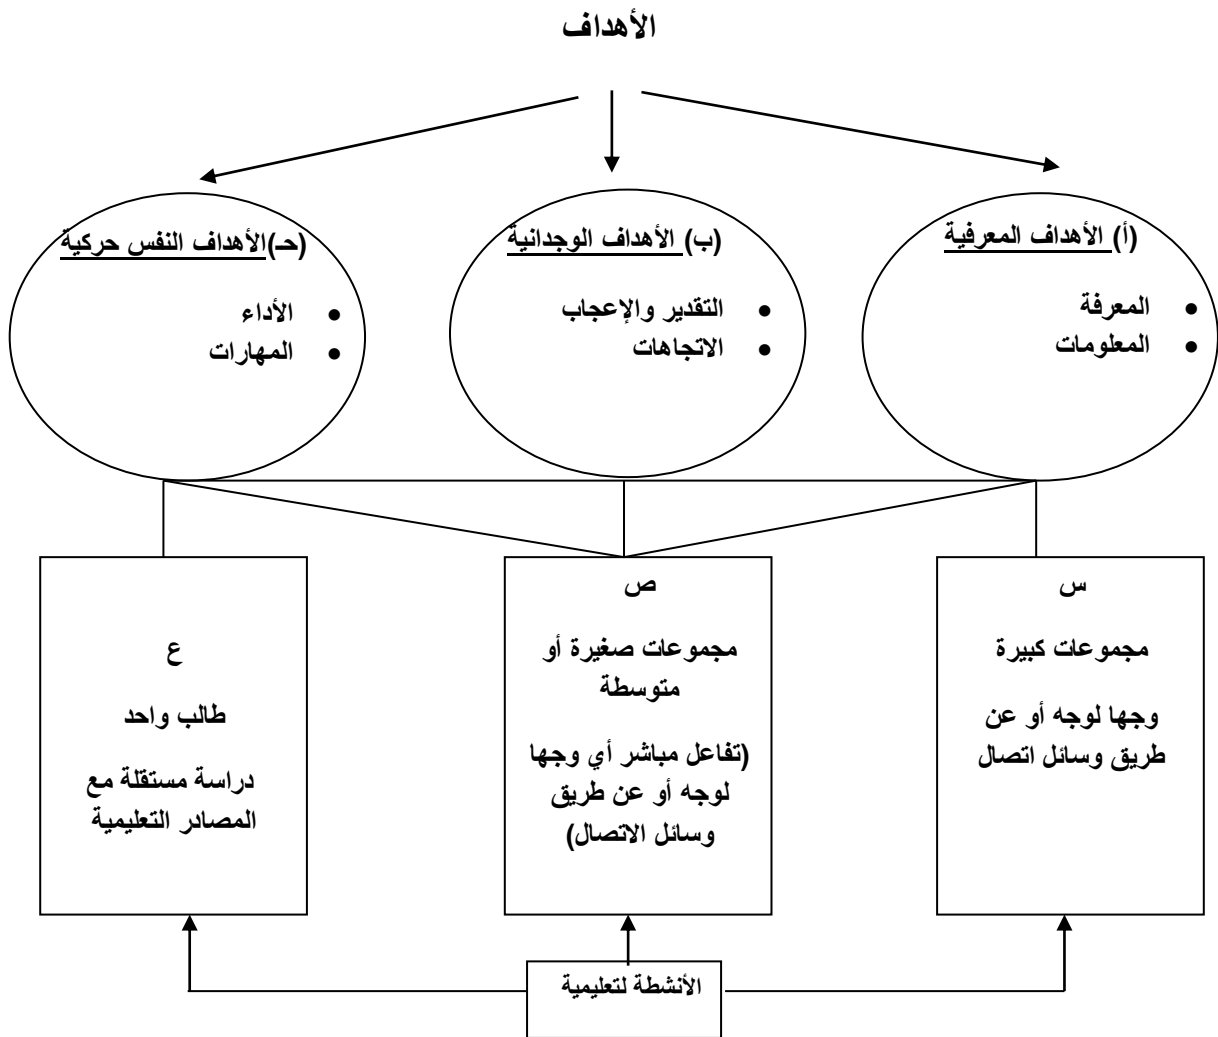 الأهداف
(أ) الأهداف المعرفية
• المعرفة
• المعلومات
(ب) الأهداف الوجدانية
• التقدير والإعجاب
• الاتجاهات
(حـ)الأهداف النفس حركية
• الأداء
• المهارات
س
مجموعات كبيرة
وجها لوجه أو عن
طريق وسائل اتصال
ص
مجموعات صغيرة أو
متوسطة
(تفاعل مباشر أي وجها
لوجه أو عن طريق
وسائل الاتصال)
ع
طالب واحد
دراسة مستقلة مع
المصادر التعليمية
الأنشطة لتعليمية